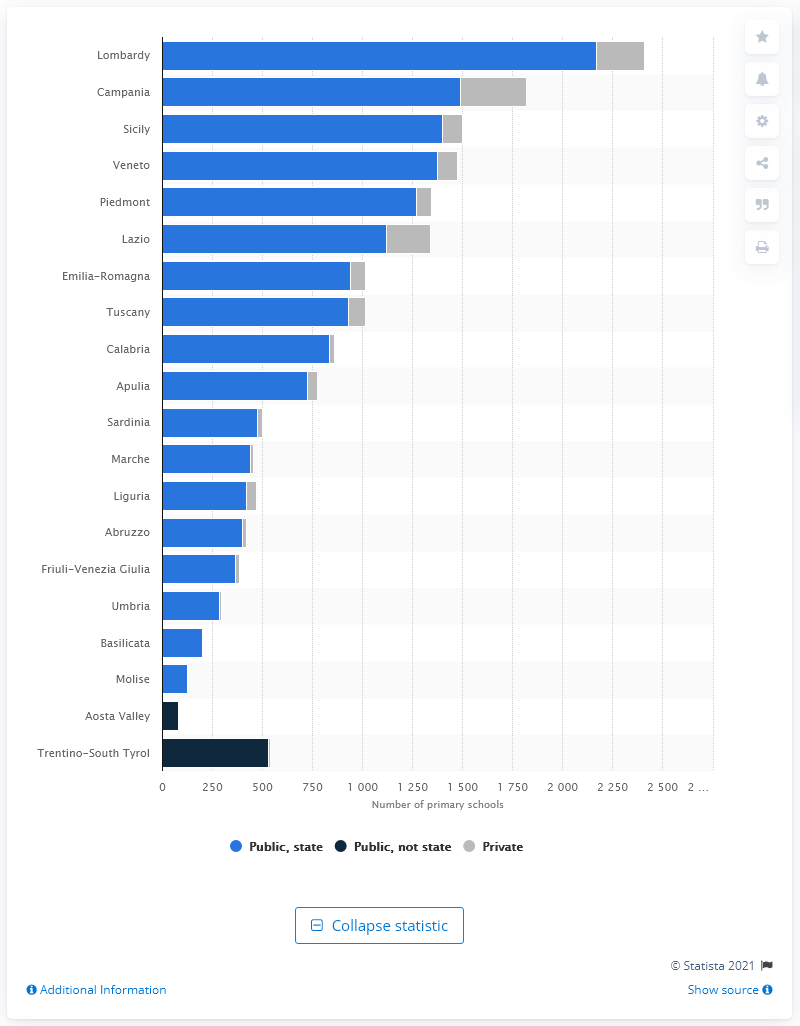 Lombardy
Campania
Sicily
Veneto
Piedmont
Lazio
Emilia-Romagna
Tuscany
Calabria
Apulia
Sardinia
Marche
Liguria
Abruzzo
Friuli-Venezia Giulia
Umbria
Basilicata
Molise
Aosta Valley
Trentino-South Tyrol
0 250 500 750 1 000 1 250 1 500 1 750 2 000 2 250 2 500 2 ...
Number of primary schools
Public, state Public, not state Private
Collapse statistic
© Statista 2021
Additional Information Show source